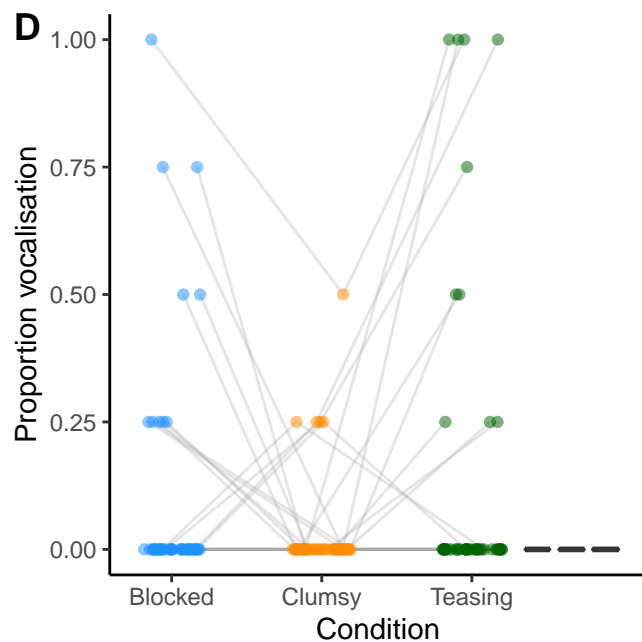 D
Proportion vocalisation
1.00
0.75
0.50
0.25
0.00
Blocked Clumsy Teasing
Condition